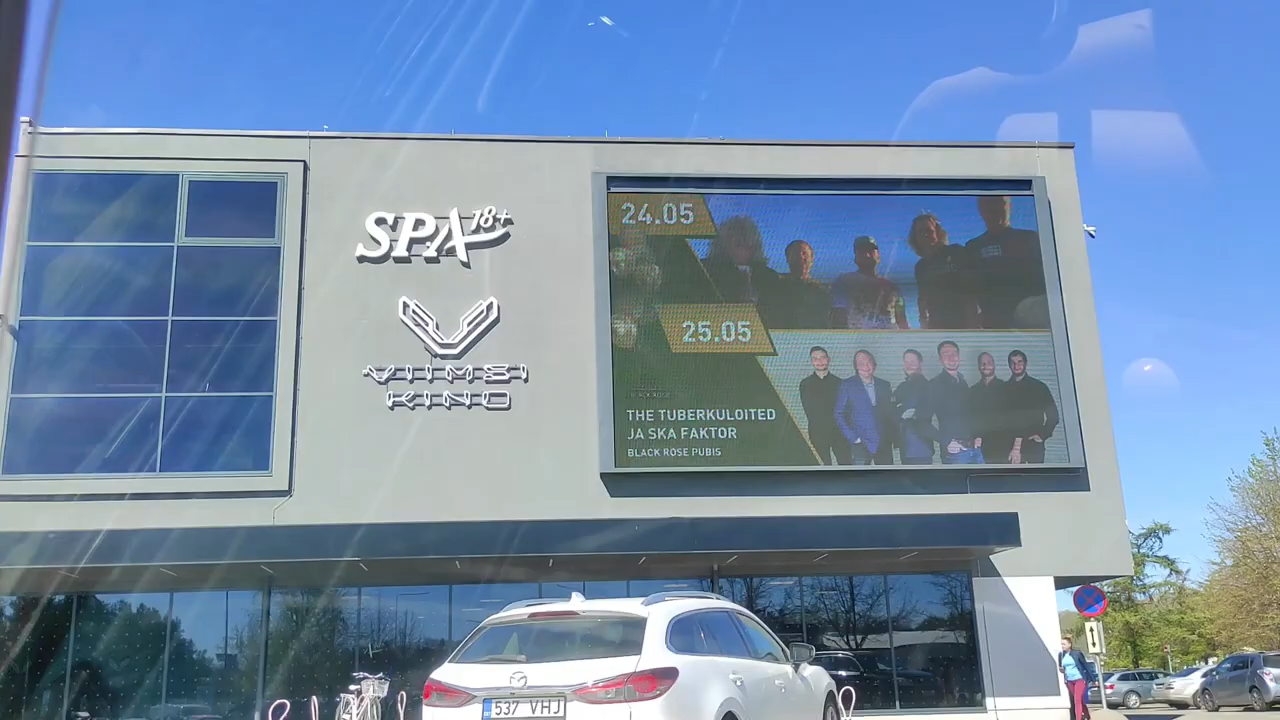 SPA 18+
VIIMSI
KINO
24.05
25.05
THE TUBERKULOITED
JA SKA FAKTOR
BLACK ROSE PUBIS
537 VHJ